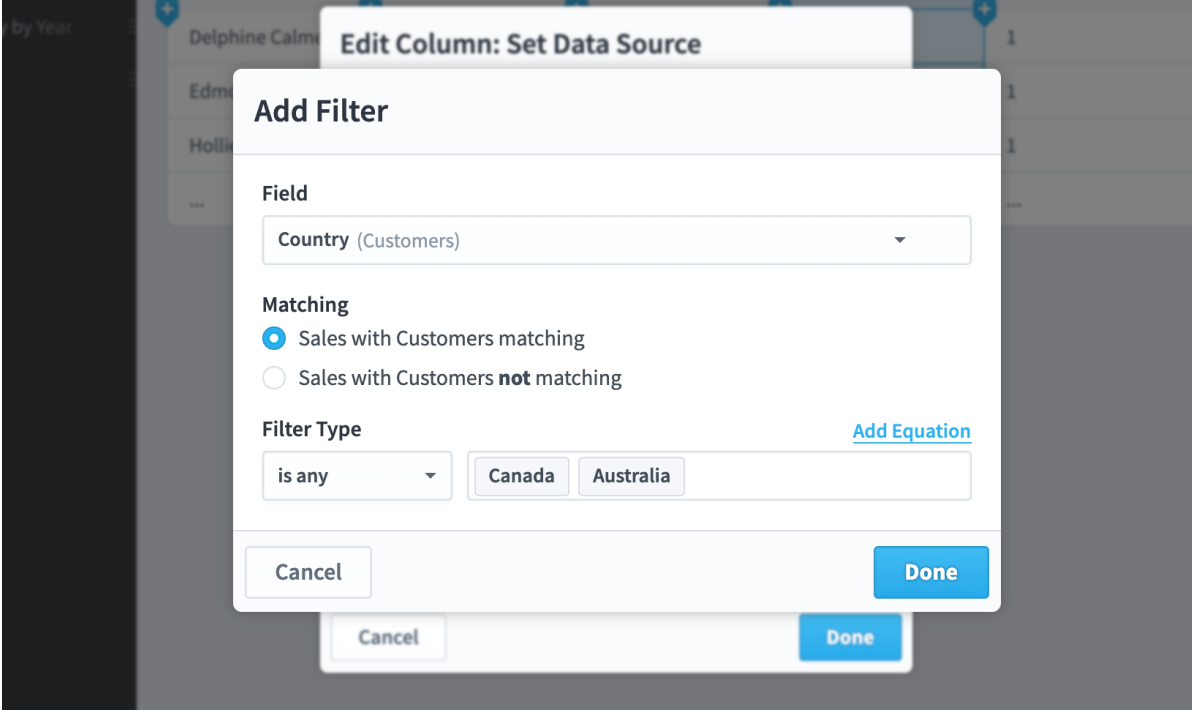 y by Year
Delphine Calme
1
Edmo
1
Hollie
1
...
...
Edit Column: Set Data Source
Add Filter
Field
Country (Customers)
Matching
Sales with Customers matching
Sales with Customers not matching
Filter Type
Add Equation
is any
Canada Australia
Cancel
Done
Cancel
Done